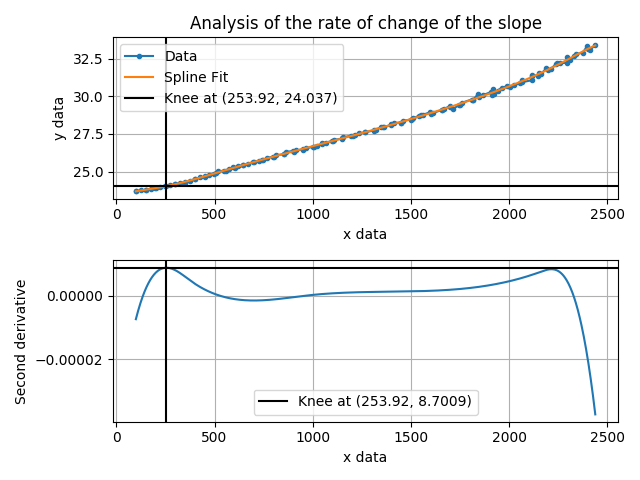 Analysis of the rate of change of the slope
y data
32.5
30.0
27.5
25.0
Data
Spline Fit
Knee at (253.92, 24.037)
0
500
1000
1500
2000
2500
x data
Second derivative
0.00000
−0.00002
Knee at (253.92, 8.7009)
0
500
1000
1500
2000
2500
x data